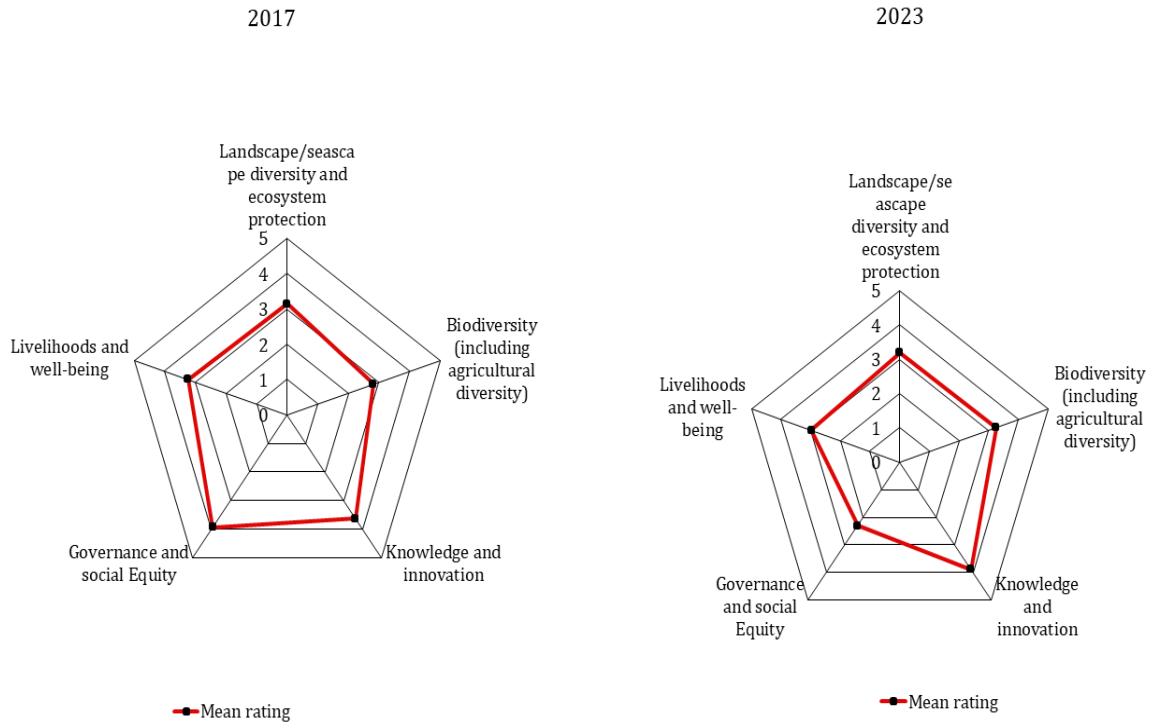 2017
Landscape/seasca
pe diversity and
ecosystem
protection
5
4
3
2
1
0
Biodiversity
(including
agricultural
diversity)
Knowledge and
innovation
Governance and
social Equity
Livelihoods and
well-being
Mean rating
2023
Landscape/se
ascape
diversity and
ecosystem
protection
5
4
3
2
1
0
Biodiversity
(including
agricultural
diversity)
Knowledge
and
innovation
Governance
and social
Equity
Livelihoods
and well-
being
Mean rating